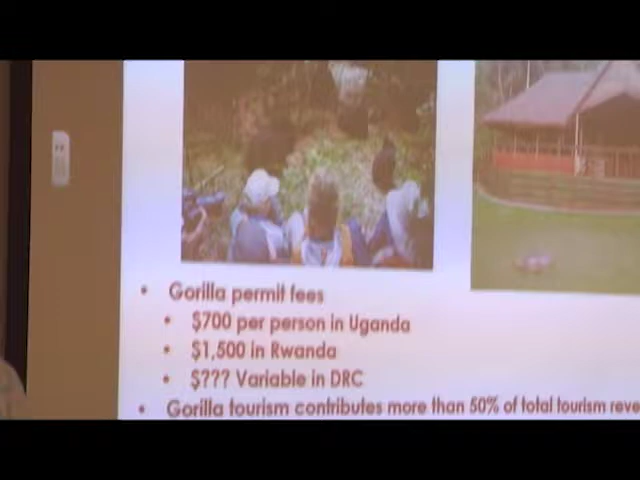 • Gorilla permit fees
• $700 per person in Uganda
• $1,500 in Rwanda
• $??? Variable in DRC
• Gorilla tourism contributes more than 50% of total tourism reve